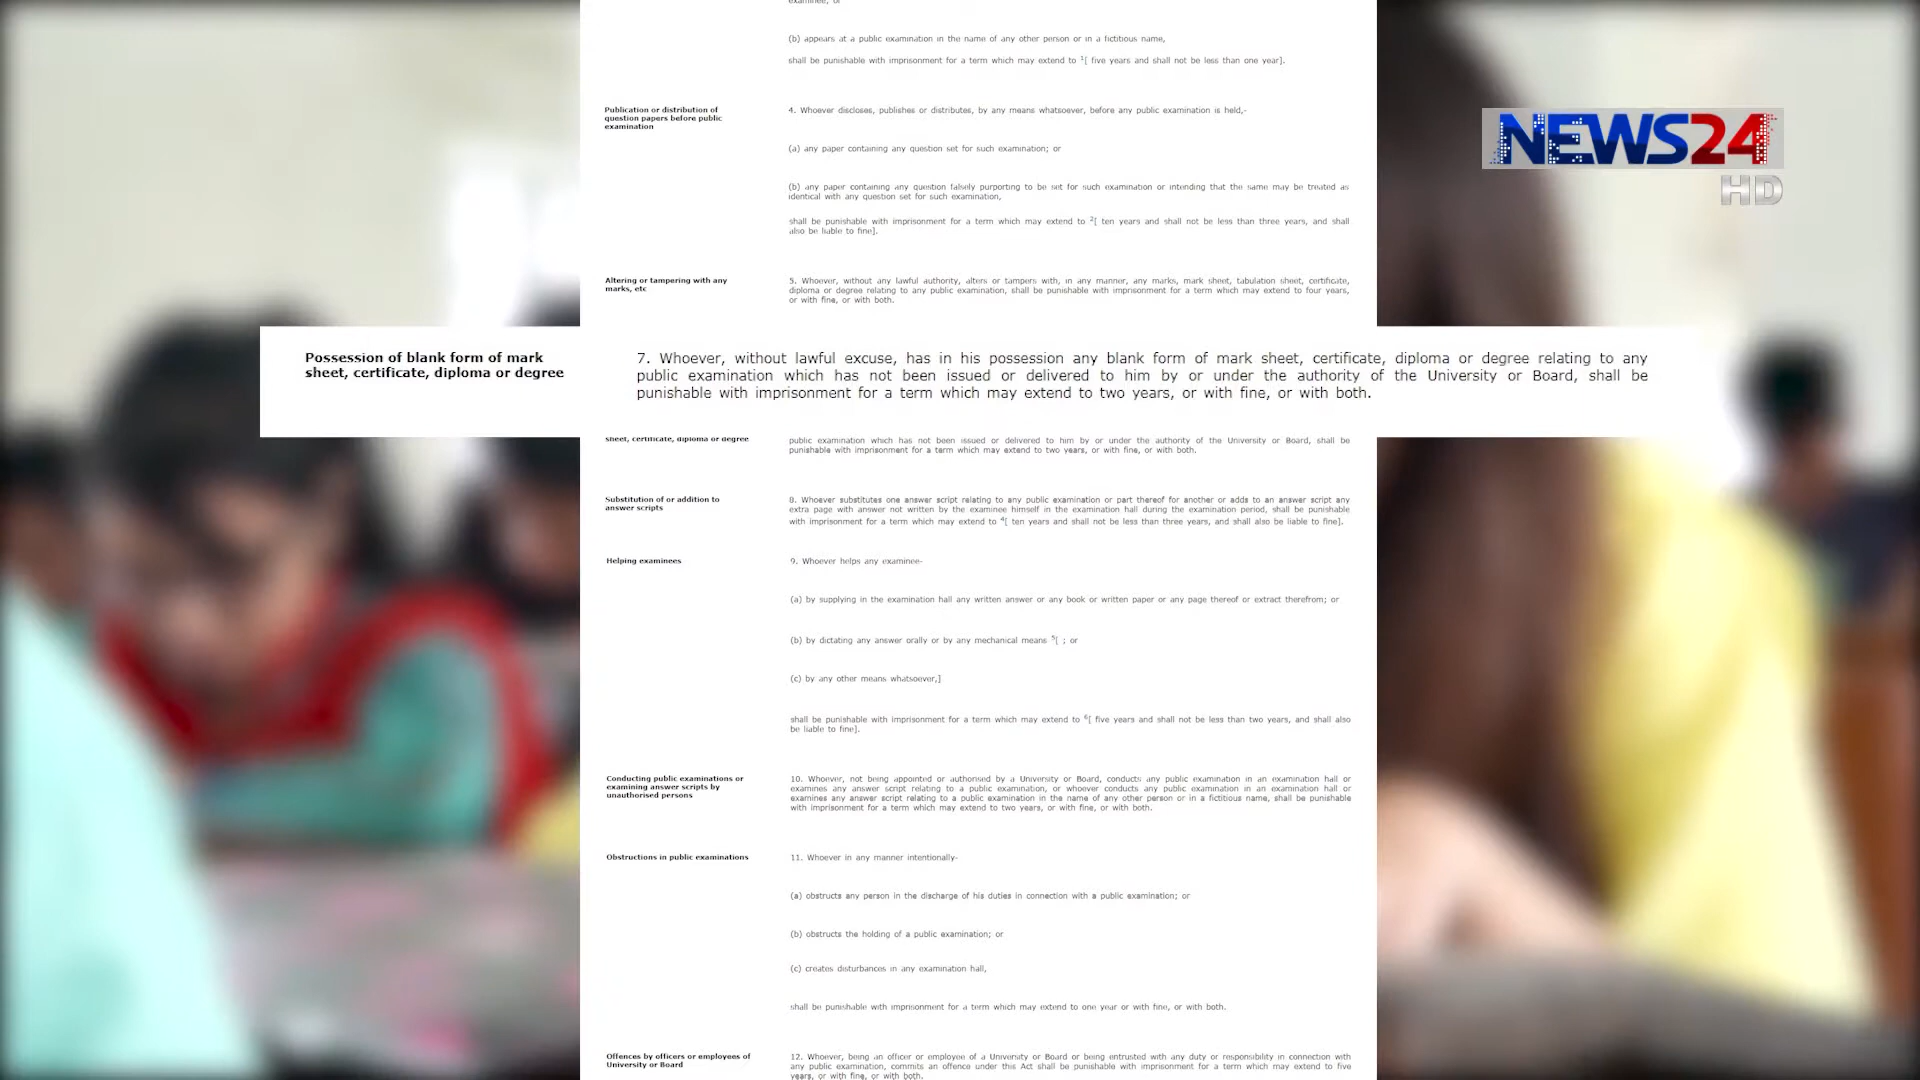 examinee, or
(b) appears at a public examination in the name of any other person or in a fictitious name,
shall be punishable with imprisonment for a term which may extend to 1[ five years and shall not be less than one year].
Publication or distribution of
question papers before public
examination
4. Whoever discloses, publishes or distributes, by any means whatsoever, before any public examination is held,-
(a) any paper containing any question set for such examination; or
(b) any paper containing any question falsely purporting to be set for such examination or intending that the same may be treated as
identical with any question set for such examination,
shall be punishable with imprisonment for a term which may extend to 2[ ten years and shall not be less than three years, and shall
also be liable to fine].
NEWS24
HD
Altering or tampering with any
marks, etc
5. Whoever, without any lawful authority, alters or tampers with, in any manner, any marks, mark sheet, tabulation sheet, certificate,
diploma or degree relating to any public examination, shall be punishable with imprisonment for a term which may extend to four years,
or with fine, or with both.
Possession of blank form of mark
sheet, certificate, diploma or degree
7. Whoever, without lawful excuse, has in his possession any blank form of mark sheet, certificate, diploma or degree relating to any
public examination which has not been issued or delivered to him by or under the authority of the University or Board, shall be
punishable with imprisonment for a term which may extend to two years, or with fine, or with both.
sheet, certificate, diploma or degree
public examination which has not been issued or delivered to him by or under the authority of the University or Board, shall be
punishable with imprisonment for a term which may extend to two years, or with fine, or with both.
Substitution of or addition to
answer scripts
8. Whoever substitutes one answer script relating to any public examination or part thereof for another or adds to an answer script any
extra page with answer not written by the examinee himself in the examination hall during the examination period, shall be punishable
with imprisonment for a term which may extend to 4[ ten years and shall not be less than three years, and shall also be liable to fine].
Helping examinees
9. Whoever helps any examinee-
(a) by supplying in the examination hall any written answer or any book or written paper or any page thereof or extract therefrom; or
(b) by dictating any answer orally or by any mechanical means 5[ ; or
(c) by any other means whatsoever,]
shall be punishable with imprisonment for a term which may extend to 6[ five years and shall not be less than two years, and shall also
be liable to fine].
Conducting public examinations or
examining answer scripts by
unauthorised persons
10. Whoever, not being appointed or authorised by a University or Board, conducts any public examination in an examination hall or
examines any answer script relating to a public examination, or whoever conducts any public examination in an examination hall or
examines any answer script relating to a public examination in the name of any other person or in a fictitious name, shall be punishable
with imprisonment for a term which may extend to two years, or with fine, or with both.
Obstructions in public examinations
11. Whoever in any manner intentionally-
(a) obstructs any person in the discharge of his duties in connection with a public examination; or
(b) obstructs the holding of a public examination; or
(c) creates disturbances in any examination hall,
shall be punishable with imprisonment for a term which may extend to one year or with fine, or with both.
Offences by officers or employees of
University or Board
12. Whoever, being an officer or employee of a University or Board or being entrusted with any duty or responsibility in connection with
any public examination, commits an offence under this Act shall be punishable with imprisonment for a term which may extend to five
years, or with fine, or with both.